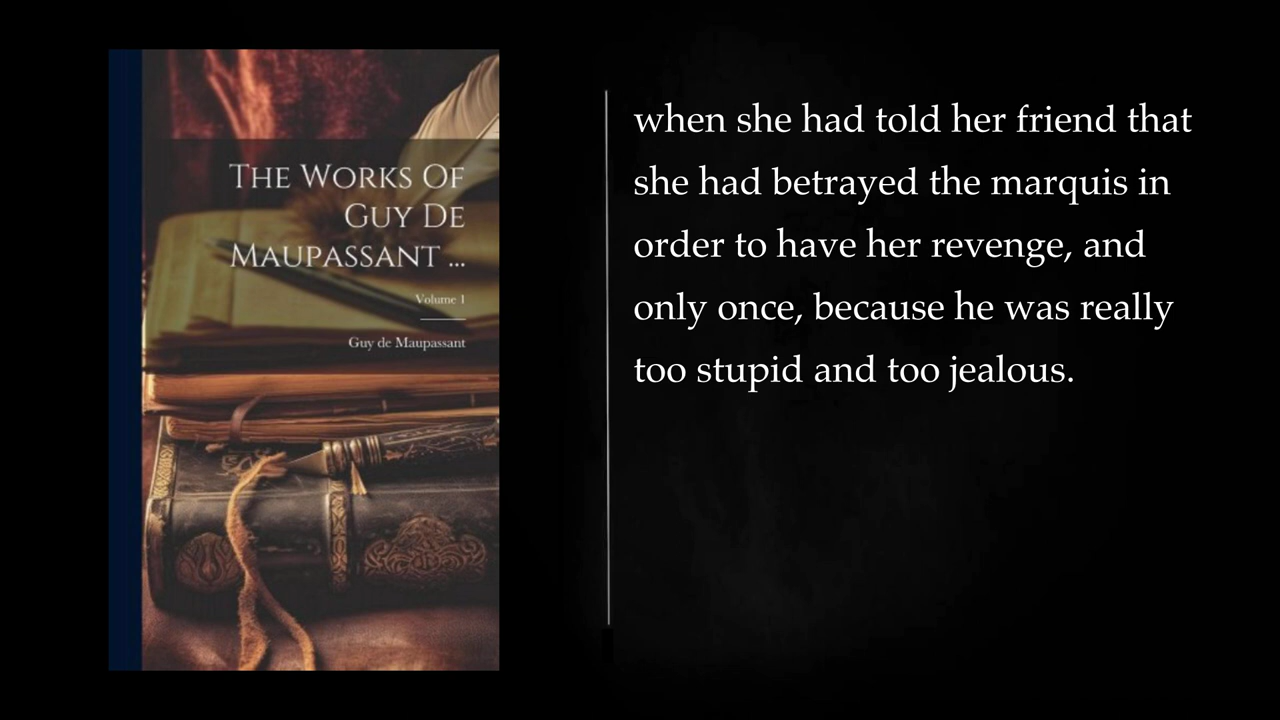 The Works Of
Guy De
Maupassant ...
Volume 1
Guy de Maupassant
when she had told her friend that
she had betrayed the marquis in
order to have her revenge, and
only once, because he was really
too stupid and too jealous.